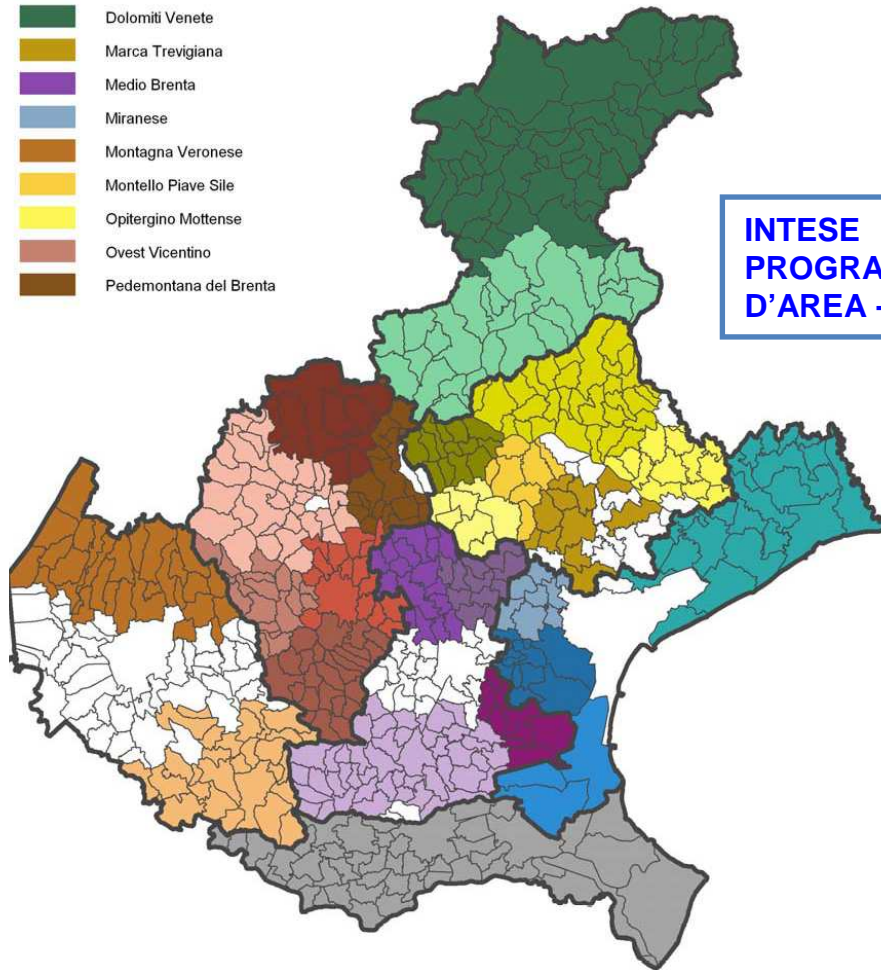 Dolomiti Venete
Marca Trevigiana
Medio Brenta
Miranese
Montagna Veronese
Montello Piave Sile
Opitergino Mottense
Ovest Vicentino
Pedemontana del Brenta
INTESE
PROGRA
D'AREA -